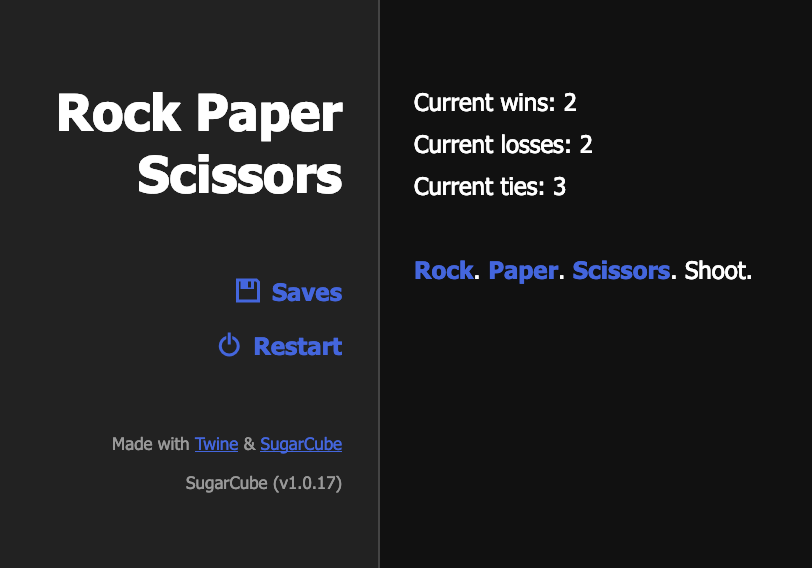 Rock Paper
Scissors
Saves
Restart
Made with Twine & SugarCube
SugarCube (v1.0.17)
Current wins: 2
Current losses: 2
Current ties: 3
Rock. Paper. Scissors. Shoot.